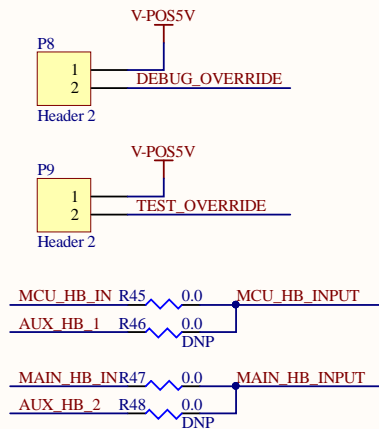 V-POS5V
P8
1
2
DEBUG_OVERRIDE
Header 2
V-POS5V
P9
1
2
TEST_OVERRIDE
Header 2
MCU_HB_IN R45 0.0 MCU_HB_INPUT
AUX_HB_1 R46 0.0
DNP
MAIN_HB_IN R47 0.0 MAIN_HB_INPUT
AUX_HB_2 R48 0.0
DNP